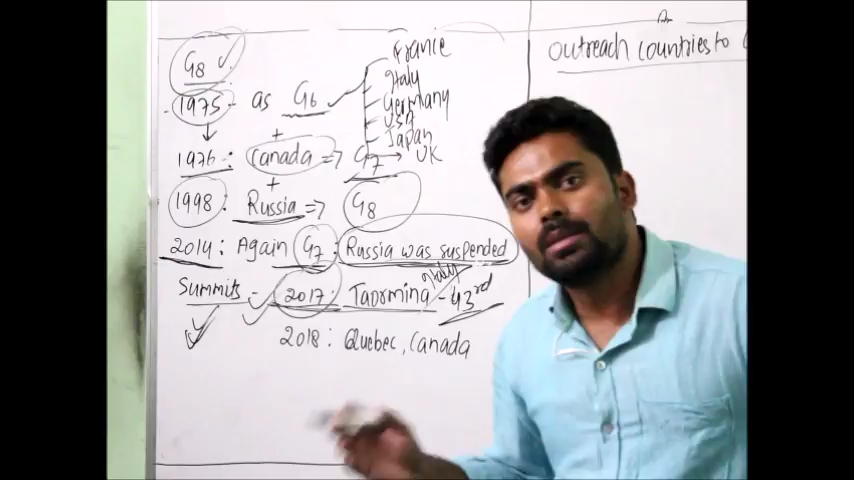 G8 ✓
1975 - as G6
France
Italy
Germany
USA
Japan
UK
+
1976 : Canada => G7
+
1998 : Russia => G8
2014 : Again G7 : Russia was suspended
Summits - 2017 : Taormina Italy - 43rd
2018 : Quebec, Canada
outreach countries to